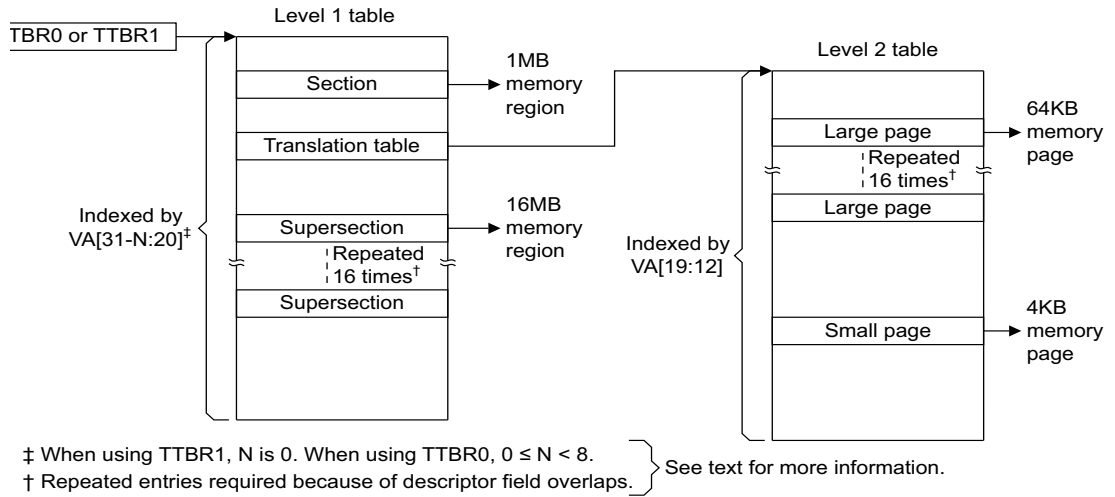 Level 1 table
TBR0 or TTBR1
Level 2 table
Section
1MB
memory
region
Translation table
Large page
64KB
memory
page
Repeated
16 times†
Large page
Indexed by
VA[31-N:20]‡
Supersection
16MB
memory
region
Repeated
16 times†
Supersection
Indexed by
VA[19:12]
Small page
4KB
memory
page
‡ When using TTBR1, N is 0. When using TTBR0, 0 ≤ N < 8.
† Repeated entries required because of descriptor field overlaps.
See text for more information.